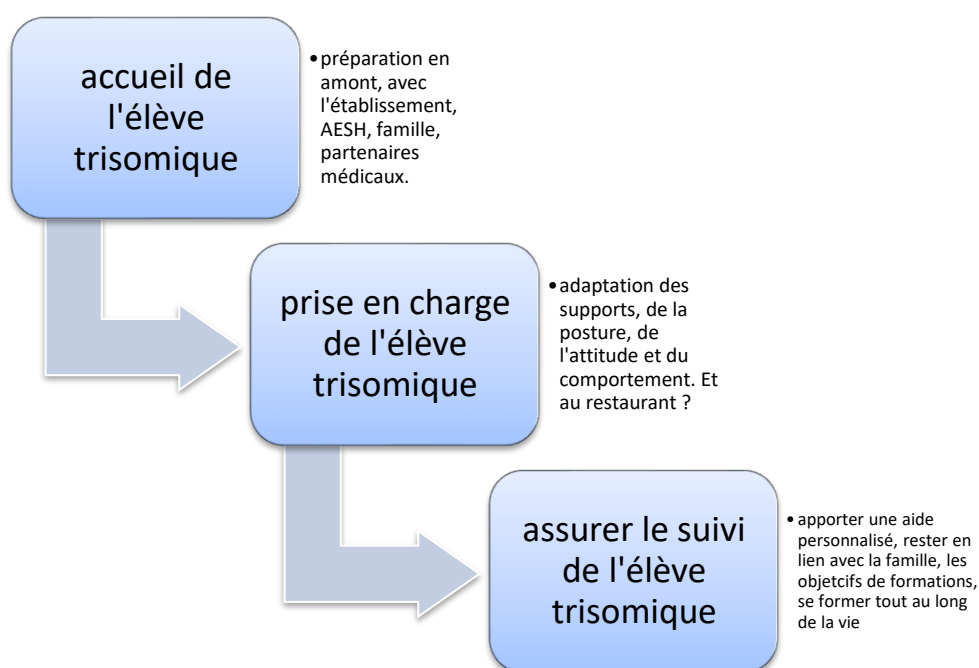 accueil de
l'élève
trisomique
•préparation en
amont, avec
l'établissement,
AESH, famille,
partenaires
médicaux.
prise en charge
de l'élève
trisomique
•adaptation des
supports, de la
posture, de
l'attitude et du
comportement. Et
au restaurant ?
assurer le suivi
de l'élève
trisomique
• apporter une aide
personnalisé, rester en
lien avec la famille, les
objetcifs de formations,
se former tout au long
de la vie